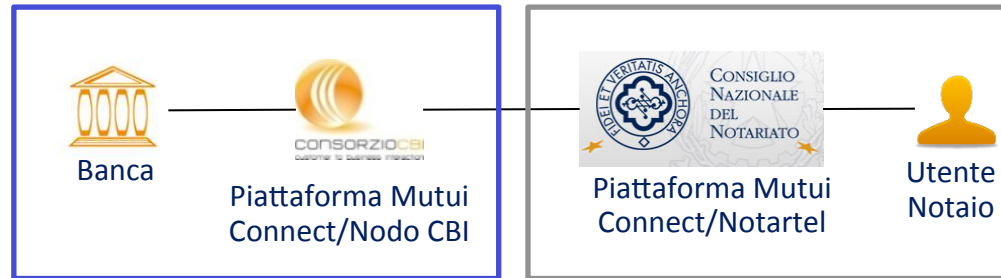 Banca
CONSORZIOCBI
customer to business interaction
Piattaforma Mutui
Connect/Nodo CBI
FIDEI ET VERITATIS ANCHORA
CONSIGLIO
NAZIONALE
DEL
NOTARIATO
Piattaforma Mutui
Connect/Notartel
Utente
Notaio